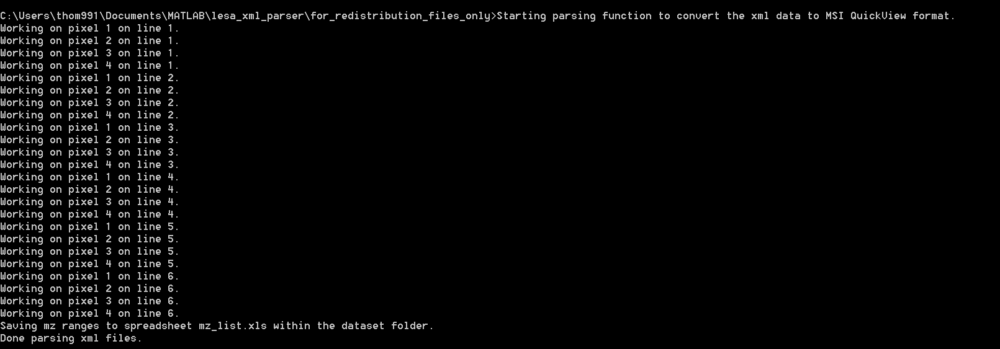 C:\Users\thom991\Documents\MATLAB\lesa_xml_parser\for_redistribution_files_only>Starting parsing function to convert the xml data to MSI QuickView format.
Working on pixel 1 on line 1.
Working on pixel 2 on line 1.
Working on pixel 3 on line 1.
Working on pixel 4 on line 1.
Working on pixel 1 on line 2.
Working on pixel 2 on line 2.
Working on pixel 3 on line 2.
Working on pixel 4 on line 2.
Working on pixel 1 on line 3.
Working on pixel 2 on line 3.
Working on pixel 3 on line 3.
Working on pixel 4 on line 3.
Working on pixel 1 on line 4.
Working on pixel 2 on line 4.
Working on pixel 3 on line 4.
Working on pixel 4 on line 4.
Working on pixel 1 on line 5.
Working on pixel 2 on line 5.
Working on pixel 3 on line 5.
Working on pixel 4 on line 5.
Working on pixel 1 on line 6.
Working on pixel 2 on line 6.
Working on pixel 3 on line 6.
Working on pixel 4 on line 6.
Saving mz ranges to spreadsheet mz_list.xls within the dataset folder.
Done parsing xml files.